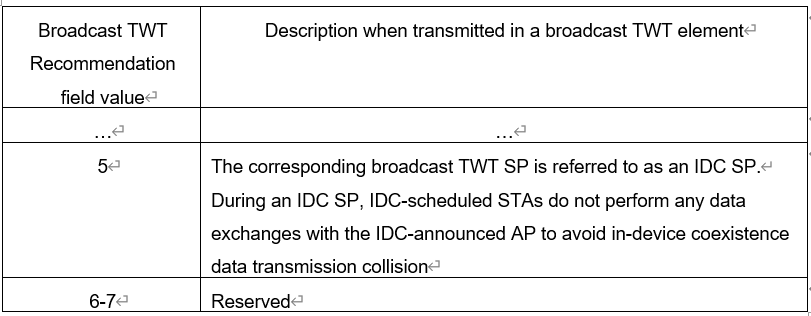 Broadcast TWT
Recommendation
field value
Description when transmitted in a broadcast TWT element
...
...
5
The corresponding broadcast TWT SP is referred to as an IDC SP.
During an IDC SP, IDC-scheduled STAs do not perform any data
exchanges with the IDC-announced AP to avoid in-device coexistence
data transmission collision
6-7
Reserved